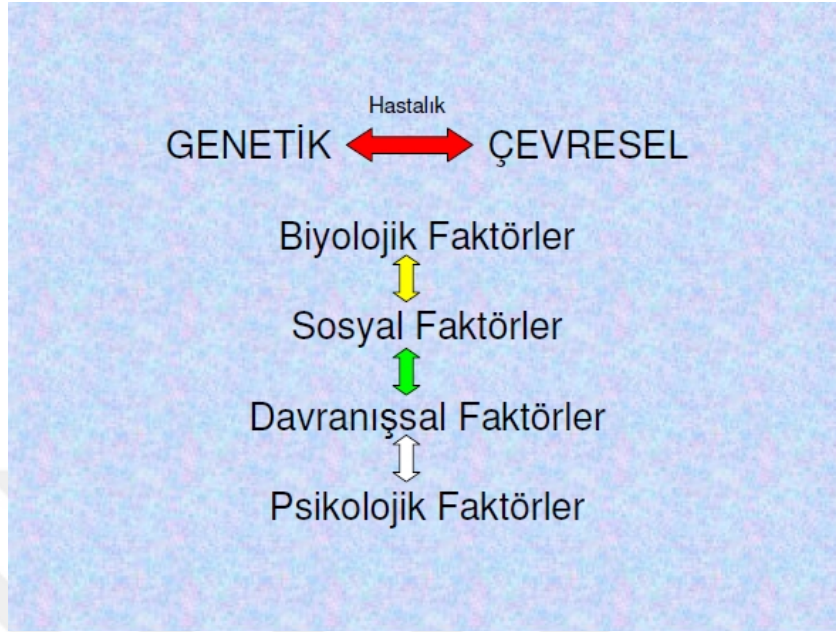 Hastalık
GENETİK ÇEVRESEL
Biyolojik Faktörler
Sosyal Faktörler
Davranışsal Faktörler
Psikolojik Faktörler